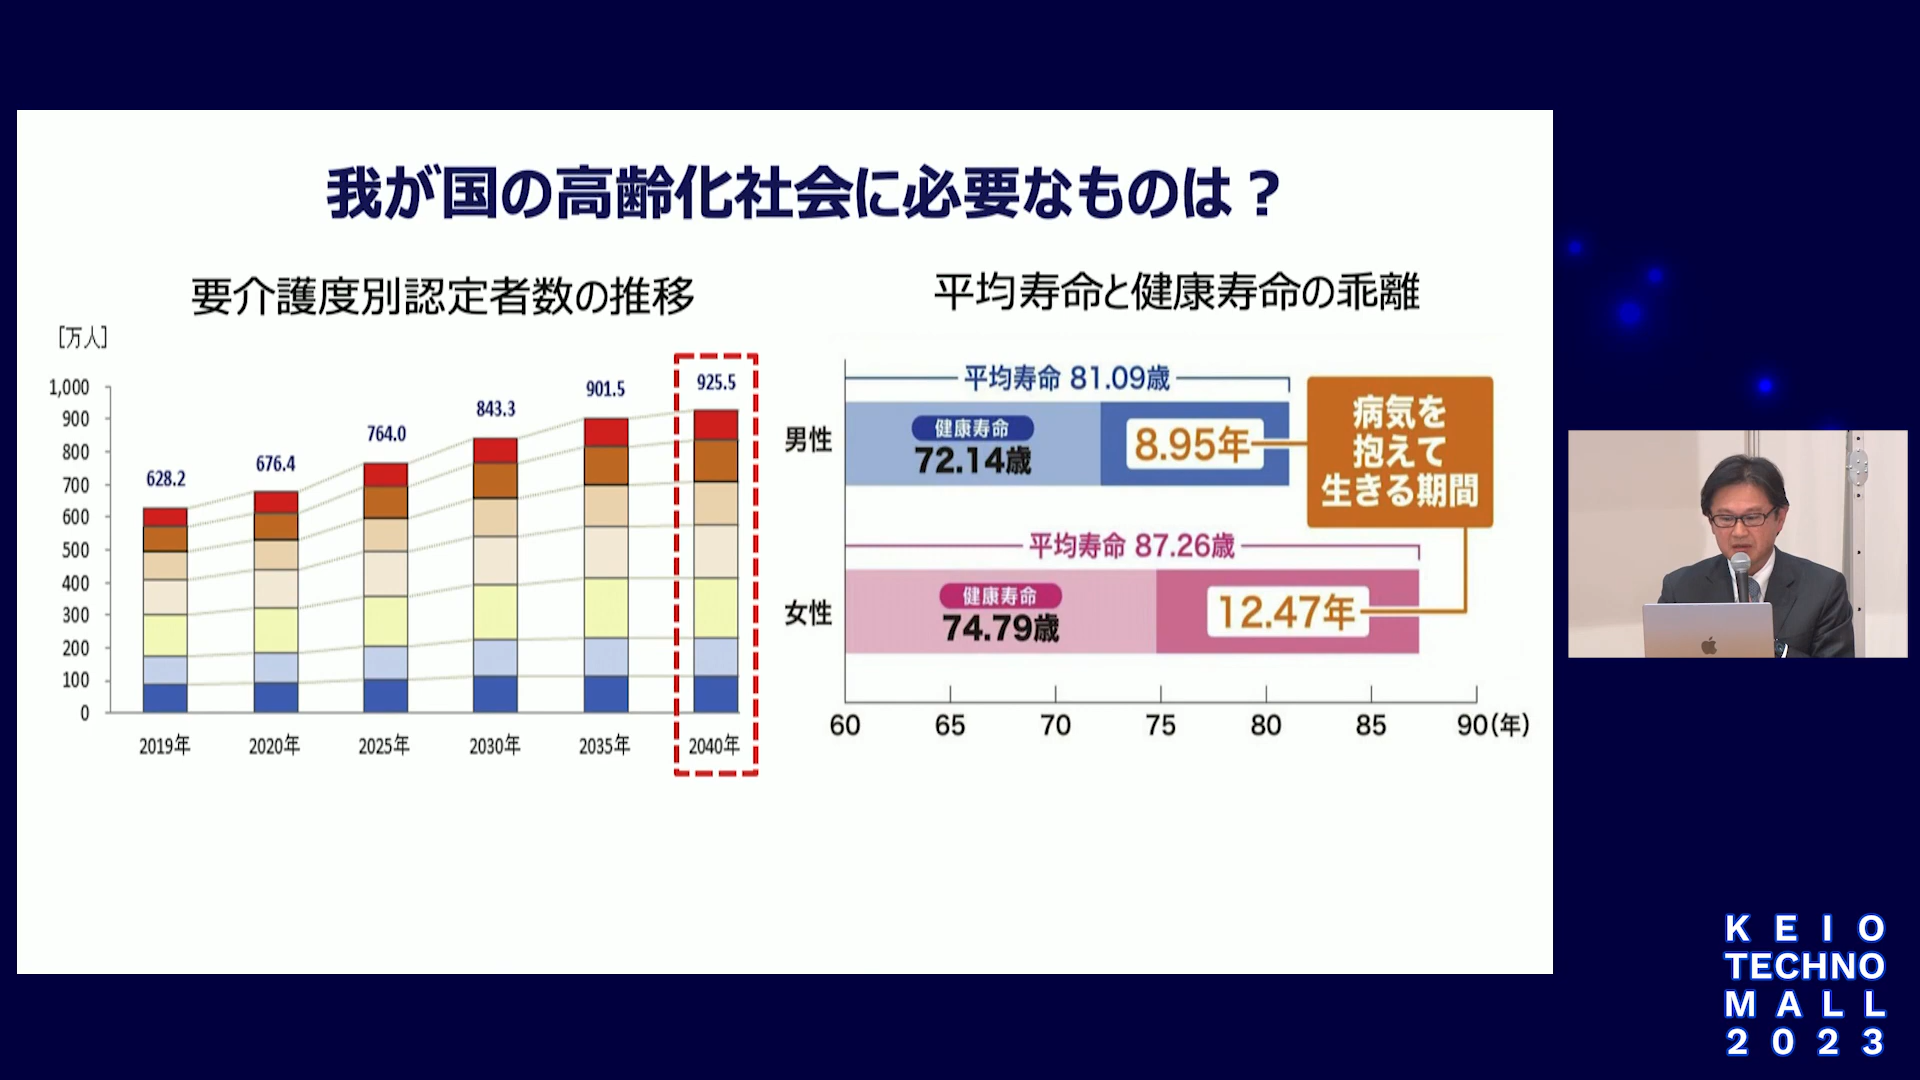 我が国の高齢化社会に必要なものは？
要介護度別認定者数の推移
[万人]
1,000
900
800
700
600
500
400
300
200
100
0
628.2
676.4
764.0
843.3
901.5
925.5
2019年
2020年
2025年
2030年
2035年
2040年
平均寿命と健康寿命の乖離
平均寿命 81.09歳
男性
健康寿命
72.14歳
8.95年
病気を
抱えて
生きる期間
平均寿命 87.26歳
女性
健康寿命
74.79歳
12.47年
60 65 70 75 80 85 90(年)
KEIO
TECHNO
MALL
2023